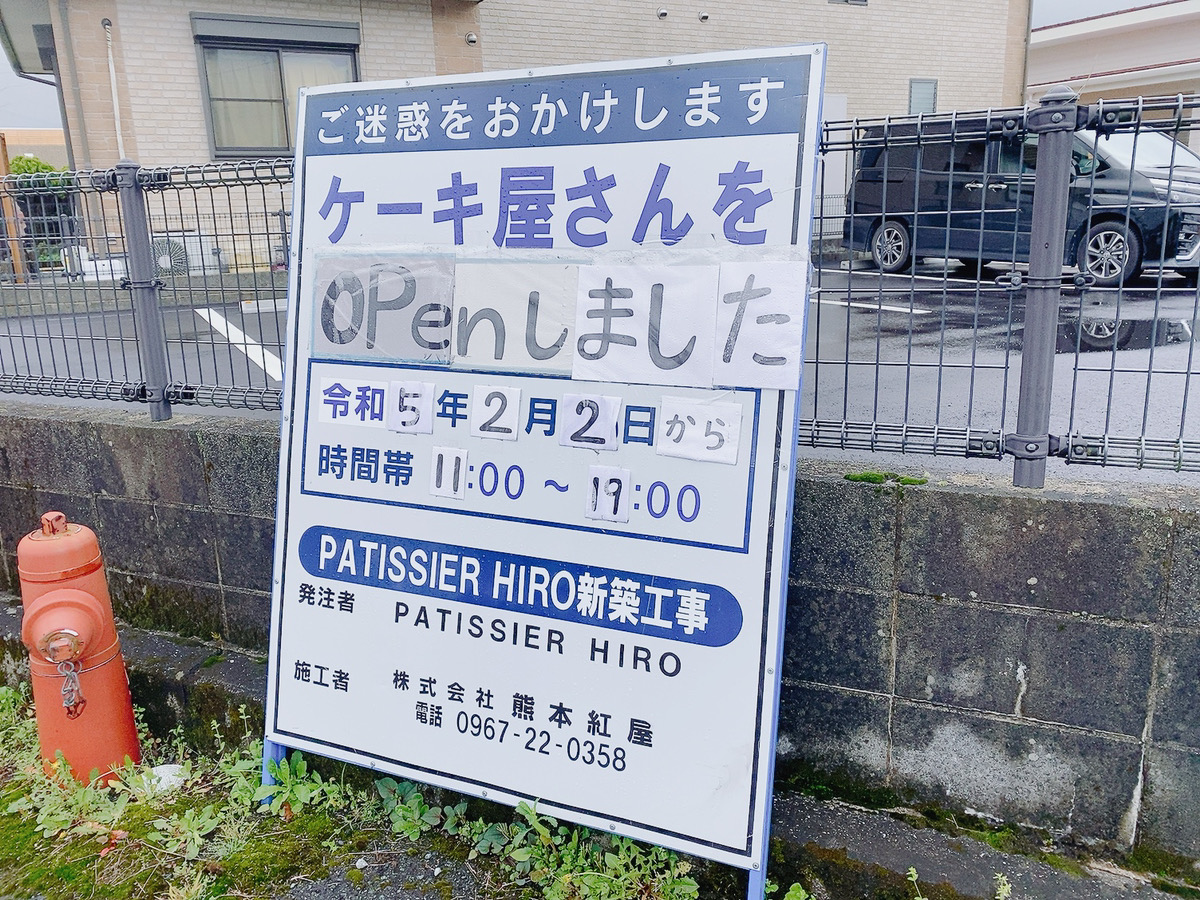 ご迷惑をおかけします
ケーキ屋さんを
OPenしました
令和5年2月2日から
時間帯 11:00~19:00
PATISSIER HIRO新築工事
発注者 PATISSIER HIRO
施工者 株式会社 熊本紅屋
電話 0967-22-0358